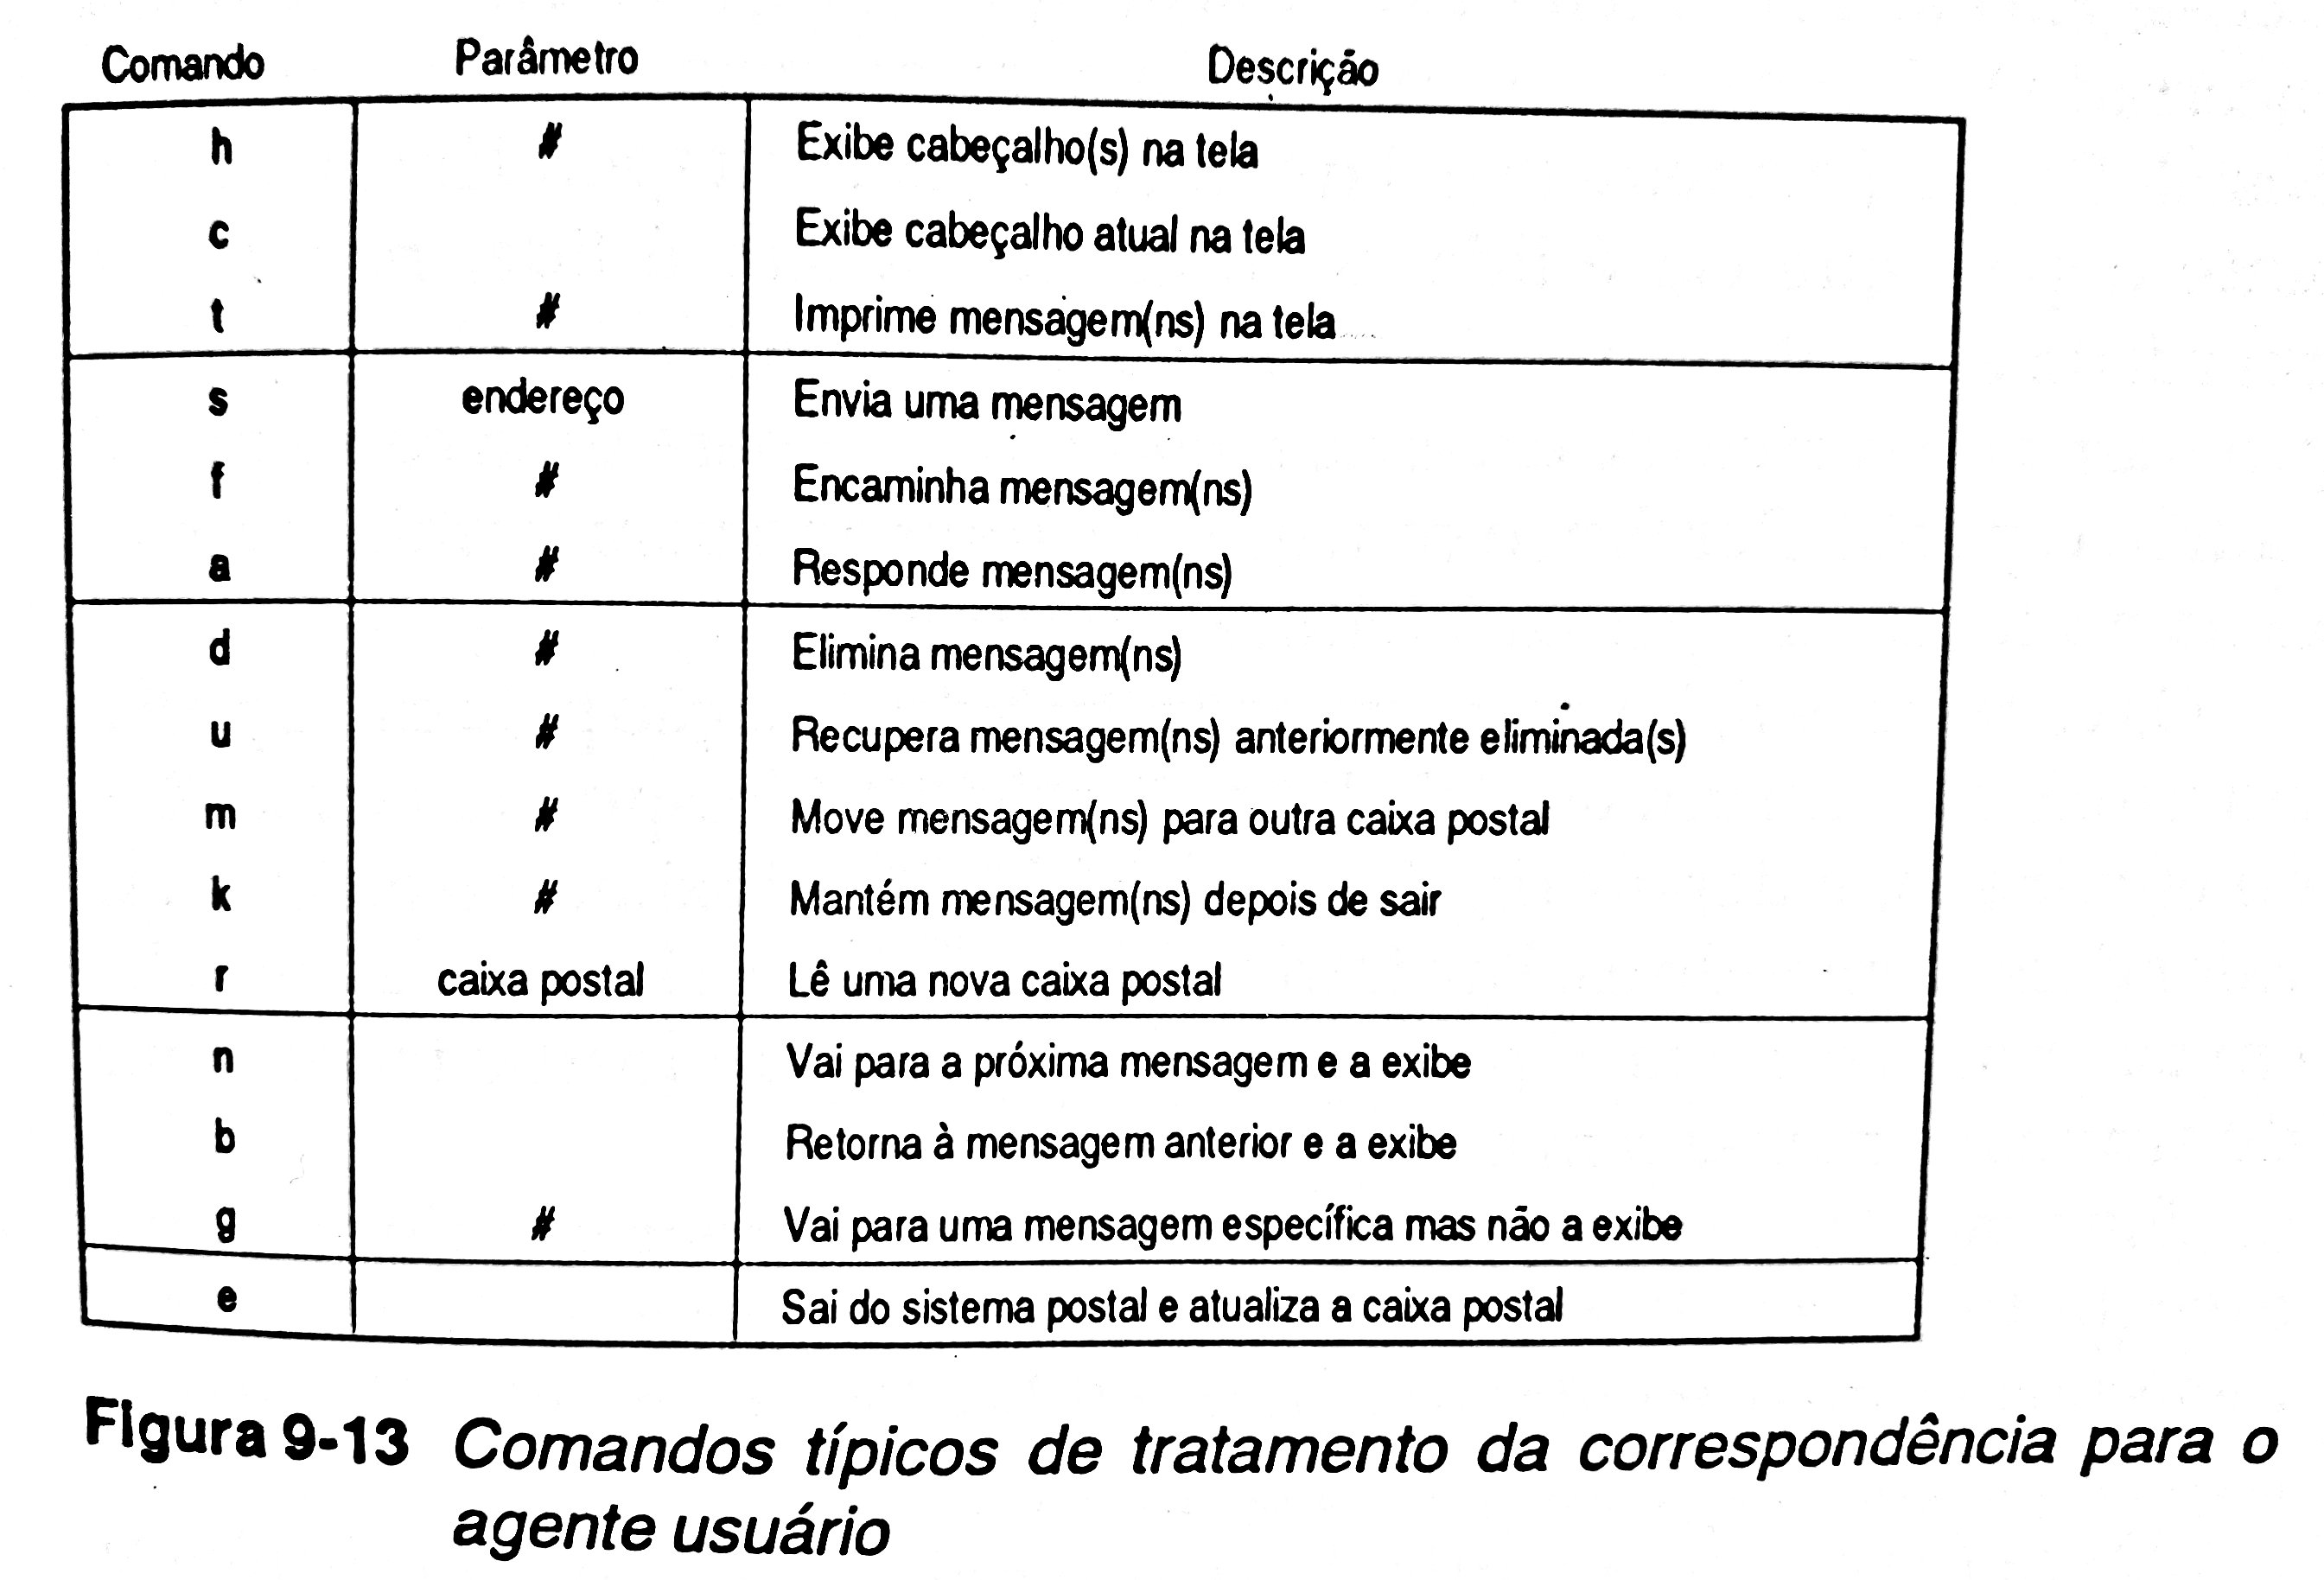 Comando Parâmetro Descrição
h # Exibe cabeçalho(s) na tela
c Exibe cabeçalho atual na tela
t # Imprime mensagem(ns) na tela
s endereço Envia uma mensagem
f # Encaminha mensagem(ns)
a # Responde mensagem(ns)
d # Elimina mensagem(ns)
u # Recupera mensagem(ns) anteriormente eliminada(s)
m # Move mensagem(ns) para outra caixa postal
k # Mantém mensagem(ns) depois de sair
r caixa postal Lê uma nova caixa postal
n Vai para a próxima mensagem e a exibe
b Retorna à mensagem anterior e a exibe
g # Vai para uma mensagem específica mas não a exibe
e Sai do sistema postal e atualiza a caixa postal
Figura 9-13 Comandos típicos de tratamento da correspondência para o
agente usuário